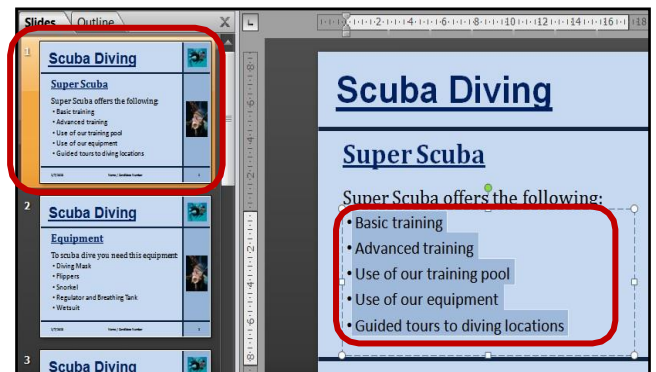 Slides Outline X
1
Scuba Diving
Super Scuba
Super Scuba offers the following:
• Basic training
• Advanced training
• Use of our training pool
• Use of our equipment
• Guided tours to diving locations
2
Scuba Diving
Equipment
To scuba dive you need this equipment
• Diving Mask
• Flippers
• Snorkel
• Regulator and Breathing Tank
• Wetsuit
3
Scuba Diving
Scuba Diving
Super Scuba
Super Scuba offers the following:
• Basic training
• Advanced training
• Use of our training pool
• Use of our equipment
• Guided tours to diving locations